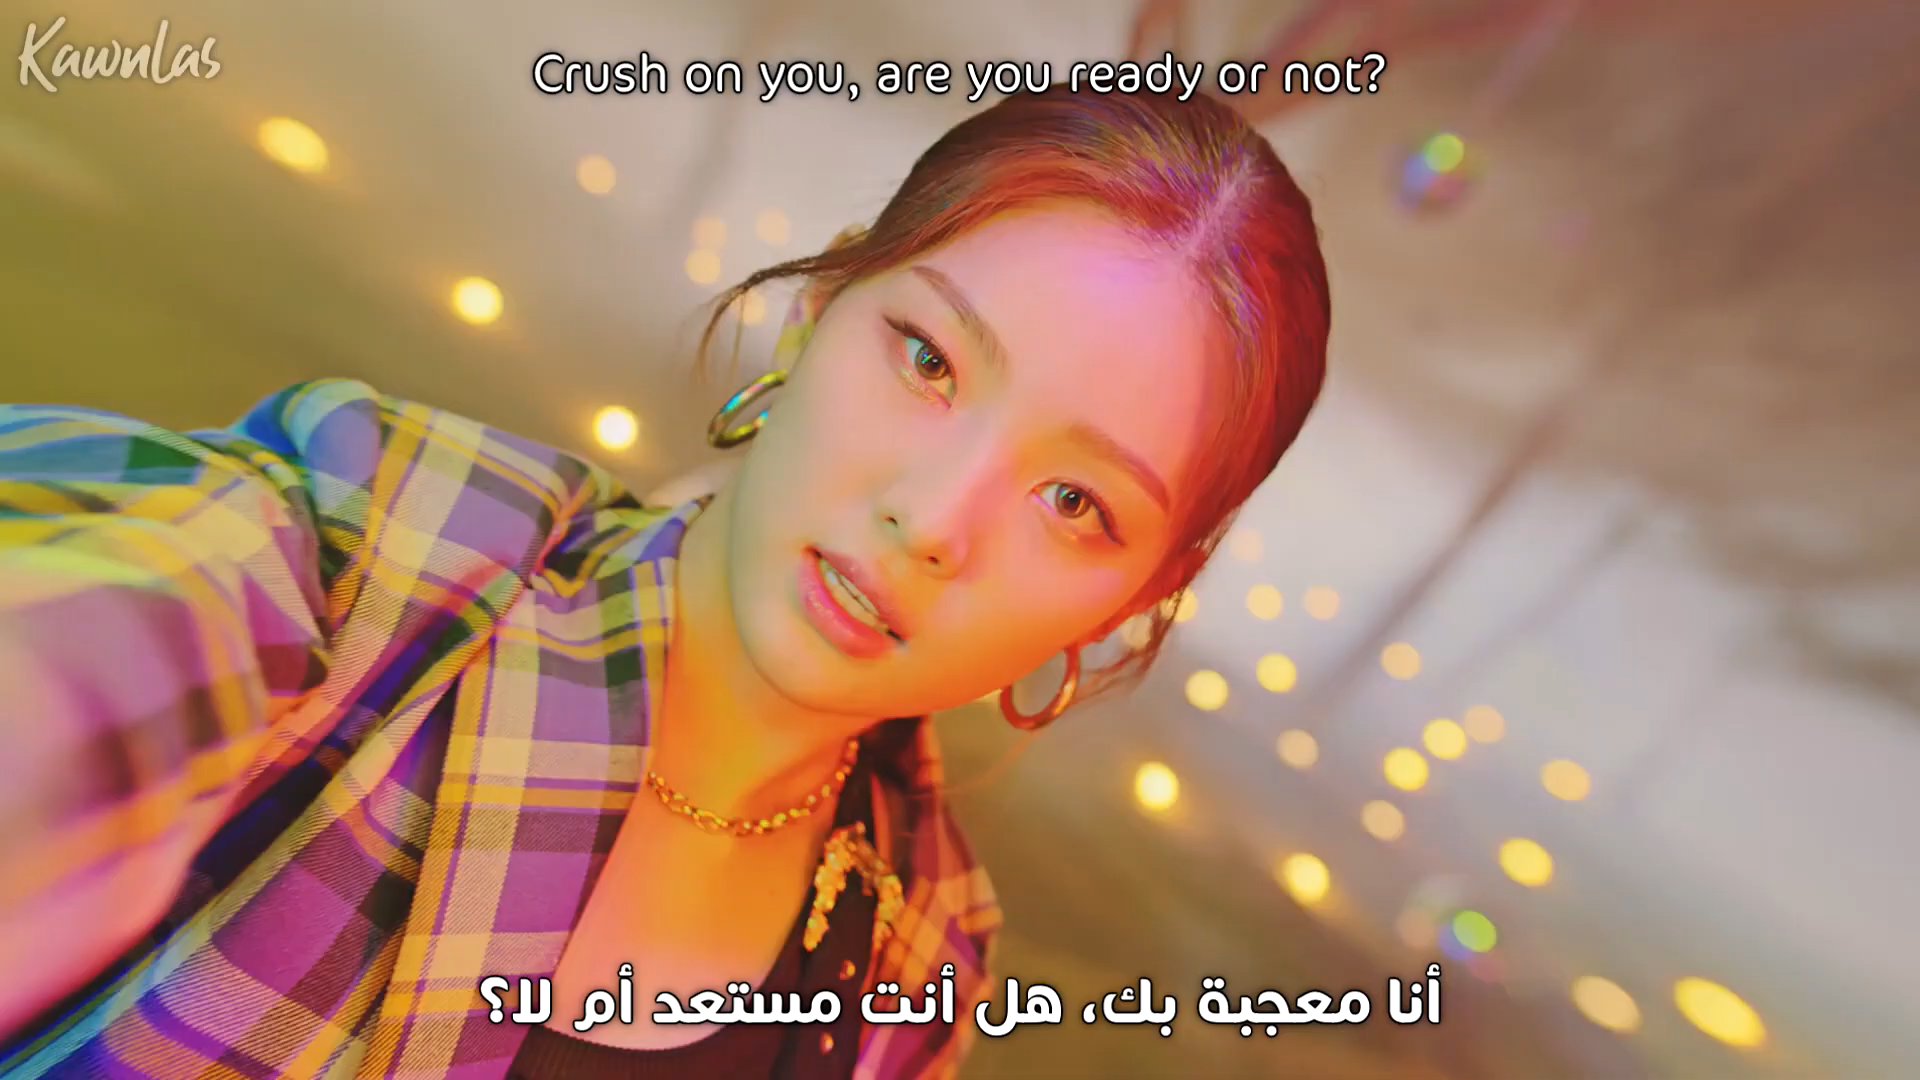 Kawnlas
Crush on you, are you ready or not?
أنا معجبة بك، هل أنت مستعد أم لا؟